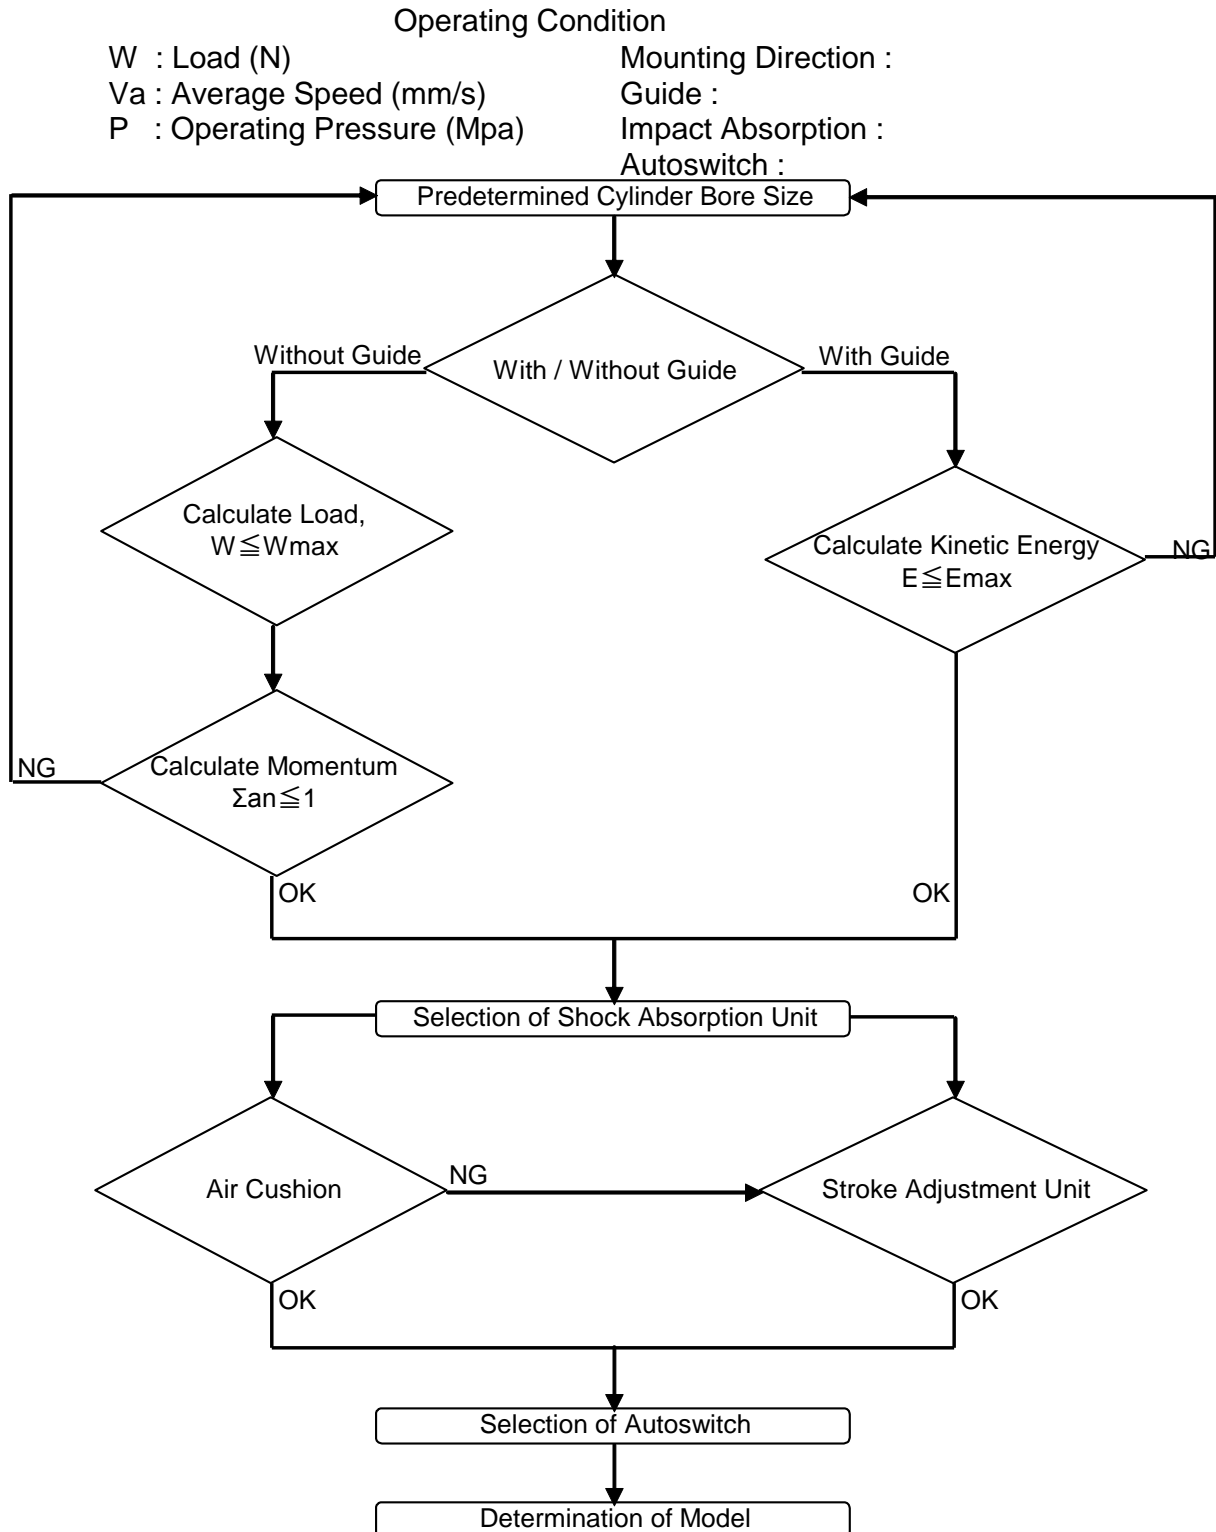 Operating Condition
W : Load (N)
Mounting Direction :
Va : Average Speed (mm/s)
Guide :
P : Operating Pressure (Mpa)
Impact Absorption :
Autoswitch :
Predetermined Cylinder Bore Size
Without Guide
With / Without Guide
With Guide
Calculate Load,
W≦Wmax
Calculate Kinetic Energy
E≦Emax
NG
NG
Calculate Momentum
Σan≦1
OK
OK
Selection of Shock Absorption Unit
Air Cushion
NG
Stroke Adjustment Unit
OK
OK
Selection of Autoswitch
Determination of Model